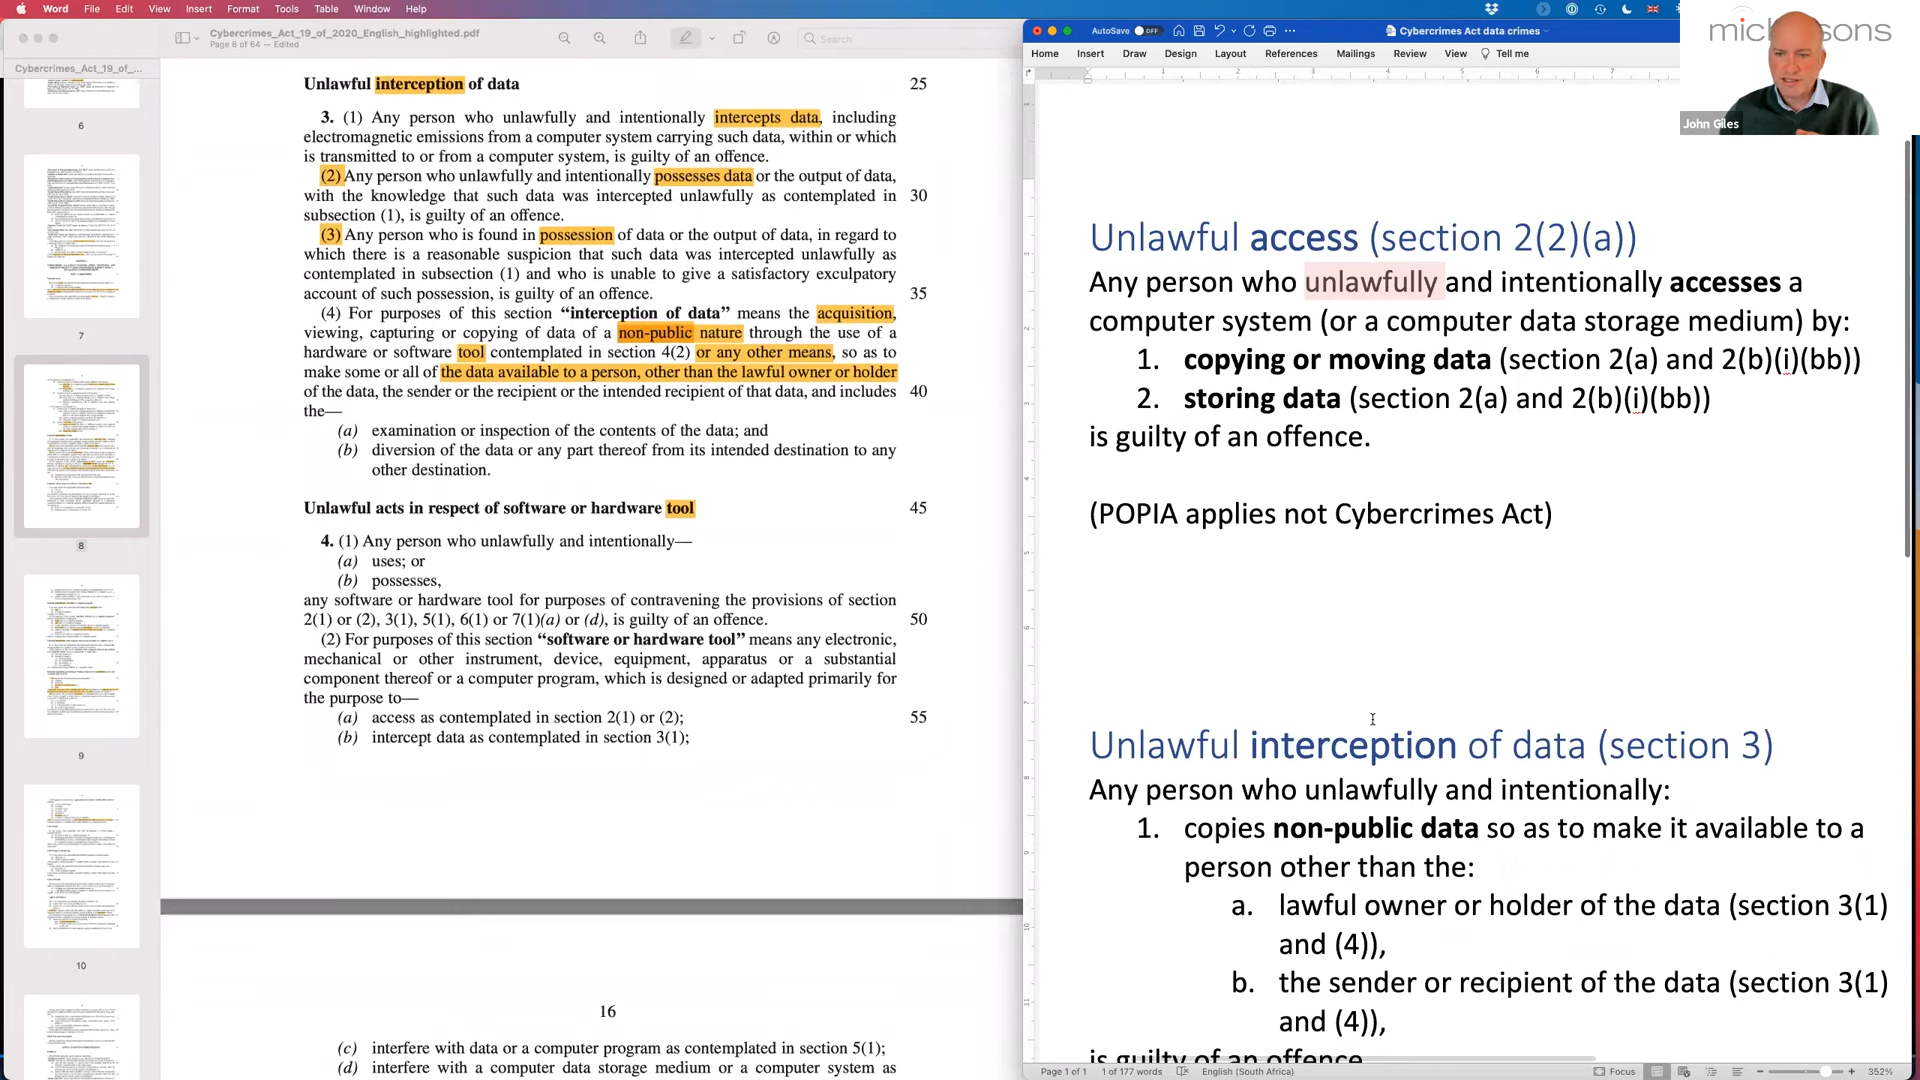 Word File Edit View Insert Format Tools Table Window Help
Cybercrimes_Act_19_of_2020_English_highlighted.pdf
Page 8 of 64 — Edited
Search
Cybercrimes_Act_19_of_...
6
7
8
9
10
Unlawful interception of data 25
3. (1) Any person who unlawfully and intentionally intercepts data, including
electromagnetic emissions from a computer system carrying such data, within or which
is transmitted to or from a computer system, is guilty of an offence.
(2) Any person who unlawfully and intentionally possesses data or the output of data,
with the knowledge that such data was intercepted unlawfully as contemplated in 30
subsection (1), is guilty of an offence.
(3) Any person who is found in possession of data or the output of data, in regard to
which there is a reasonable suspicion that such data was intercepted unlawfully as
contemplated in subsection (1) and who is unable to give a satisfactory exculpatory
account of such possession, is guilty of an offence. 35
(4) For purposes of this section “interception of data” means the acquisition,
viewing, capturing or copying of data of a non-public nature through the use of a
hardware or software tool contemplated in section 4(2) or any other means, so as to
make some or all of the data available to a person, other than the lawful owner or holder
of the data, the sender or the recipient or the intended recipient of that data, and includes 40
the—
(a) examination or inspection of the contents of the data; and
(b) diversion of the data or any part thereof from its intended destination to any
other destination.
Unlawful acts in respect of software or hardware tool 45
4. (1) Any person who unlawfully and intentionally—
(a) uses; or
(b) possesses,
any software or hardware tool for purposes of contravening the provisions of section
2(1) or (2), 3(1), 5(1), 6(1) or 7(1)(a) or (d), is guilty of an offence. 50
(2) For purposes of this section “software or hardware tool” means any electronic,
mechanical or other instrument, device, equipment, apparatus or a substantial
component thereof or a computer program, which is designed or adapted primarily for
the purpose to—
(a) access as contemplated in section 2(1) or (2); 55
(b) intercept data as contemplated in section 3(1);
16
(c) interfere with data or a computer program as contemplated in section 5(1);
(d) interfere with a computer data storage medium or a computer system as
AutoSave OFF
Cybercrimes Act data crimes
Home Insert Draw Design Layout References Mailings Review View Tell me
Unlawful access (section 2(2)(a))
Any person who unlawfully and intentionally accesses a
computer system (or a computer data storage medium) by:
1. copying or moving data (section 2(a) and 2(b)(i)(bb))
2. storing data (section 2(a) and 2(b)(i)(bb))
is guilty of an offence.
(POPIA applies not Cybercrimes Act)
Unlawful interception of data (section 3)
Any person who unlawfully and intentionally:
1. copies non-public data so as to make it available to a
person other than the:
a. lawful owner or holder of the data (section 3(1)
and (4)),
b. the sender or recipient of the data (section 3(1)
and (4)),
is guilty of an offence
Page 1 of 1 1 of 177 words English (South Africa) Focus 352%
John Giles